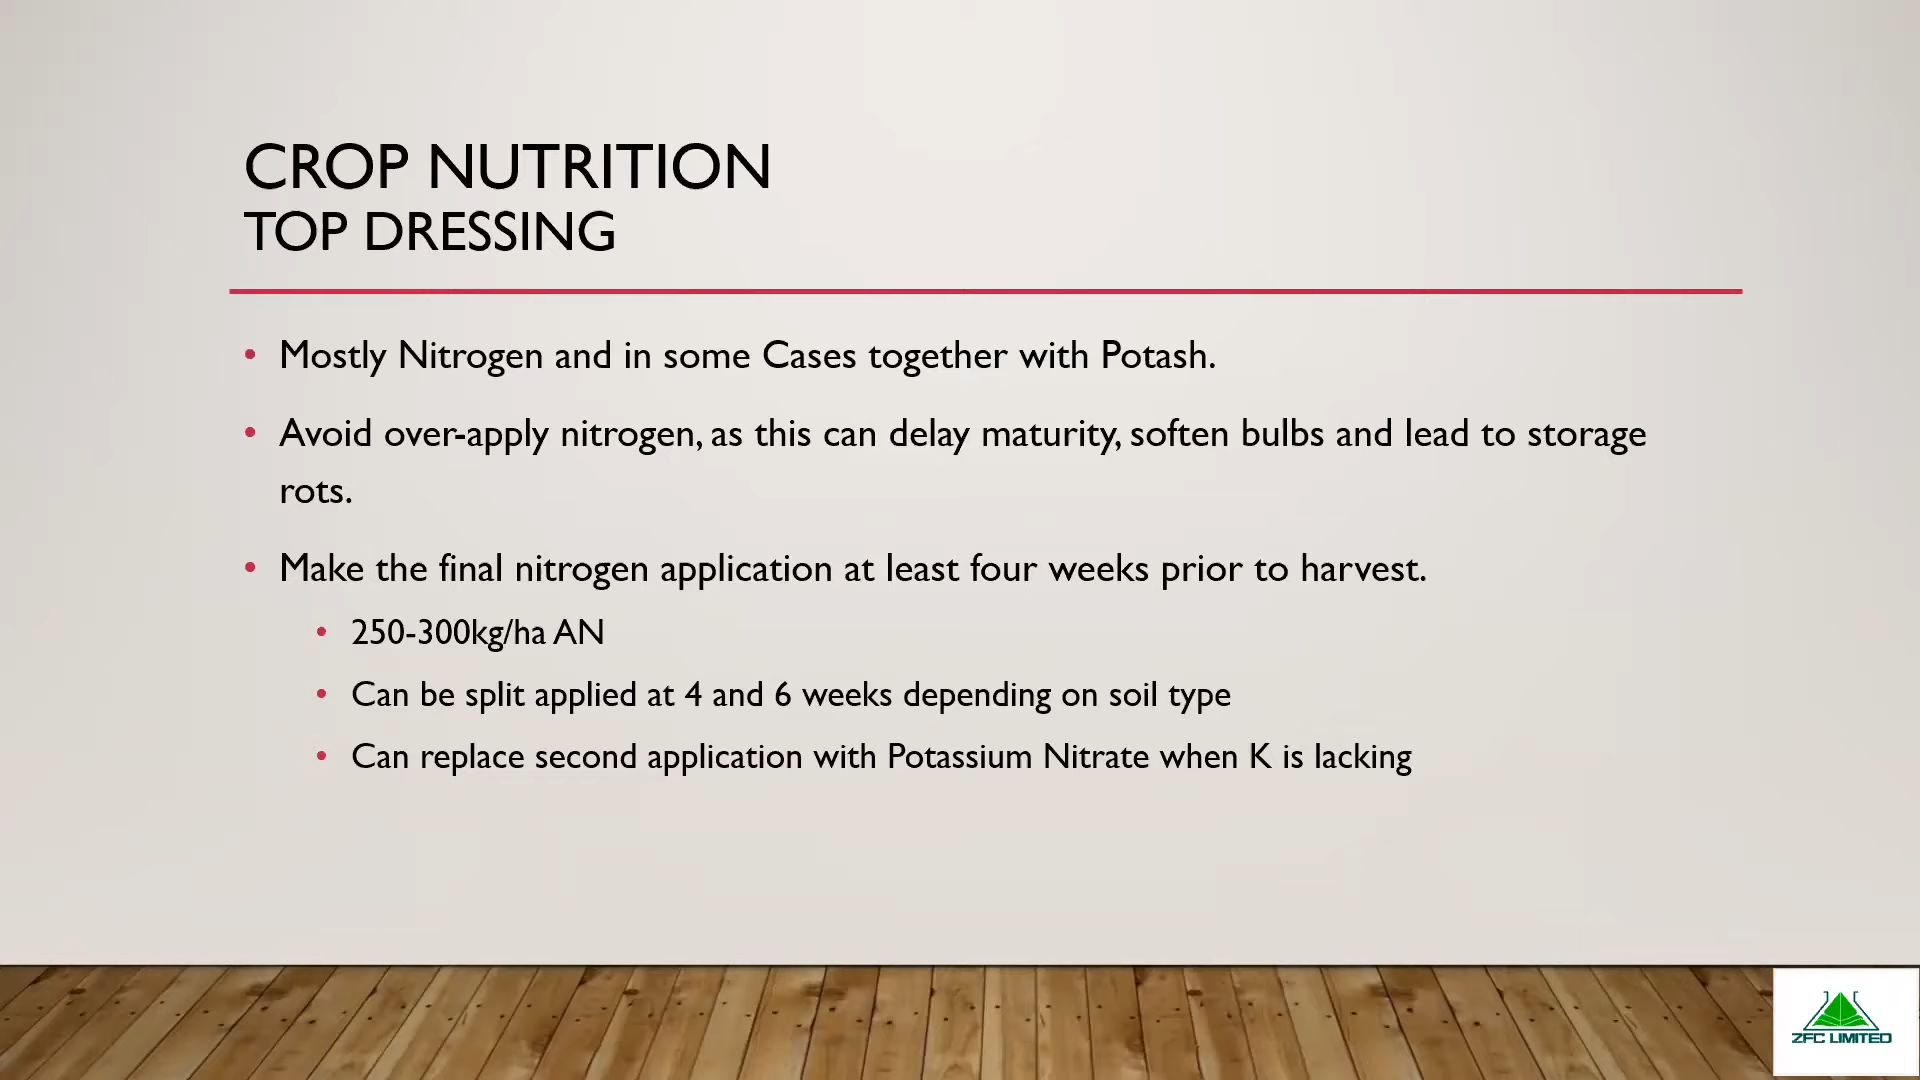 CROP NUTRITION
TOP DRESSING
• Mostly Nitrogen and in some Cases together with Potash.
• Avoid over-apply nitrogen, as this can delay maturity, soften bulbs and lead to storage
rots.
• Make the final nitrogen application at least four weeks prior to harvest.
• 250-300kg/ha AN
• Can be split applied at 4 and 6 weeks depending on soil type
• Can replace second application with Potassium Nitrate when K is lacking
ZFC LIMITED